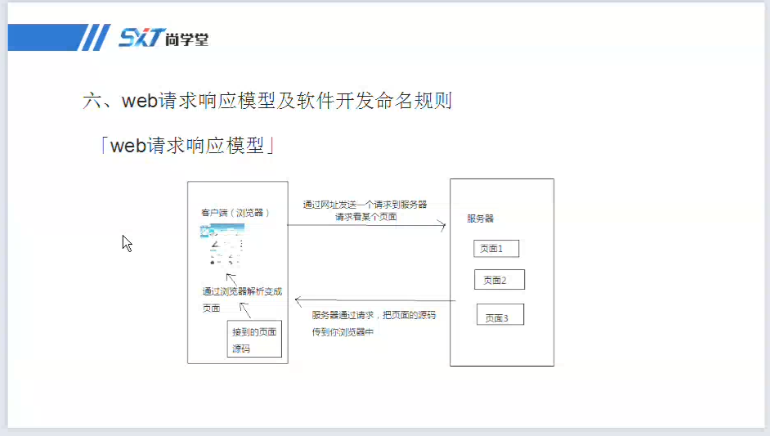 SXT尚学堂
六、web请求响应模型及软件开发命名规则
「web请求响应模型」
客户端（浏览器）
通过浏览器解析变成
页面
接到的页面
源码
通过网址发送一个请求到服务器
请求看某个页面
服务器通过请求，把页面的源码
传到你浏览器中
服务器
页面1
页面2
页面3